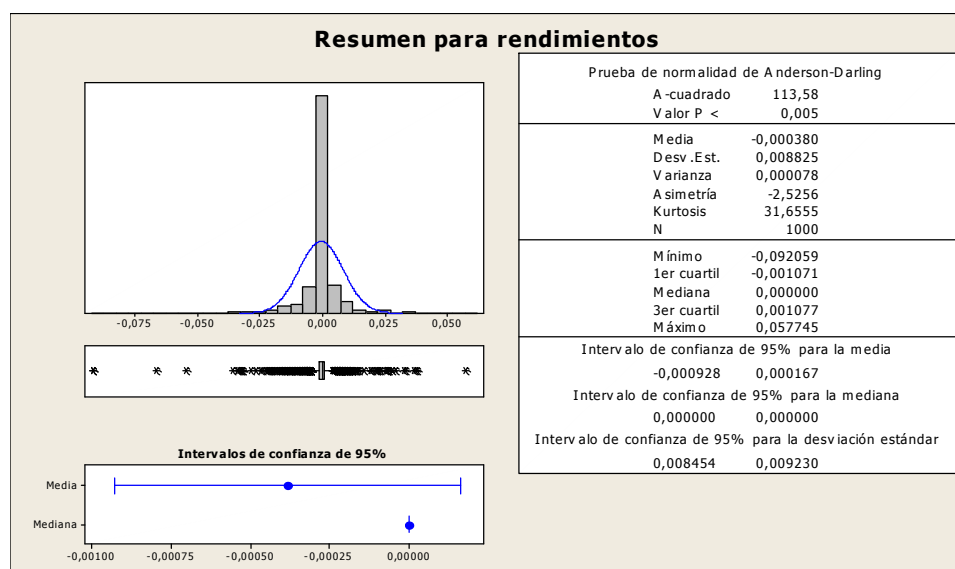 Resumen para rendimientos
-0,075 -0,050 -0,025 0,000 0,025 0,050
Intervalos de confianza de 95%
Media
Mediana
-0,00100 -0,00075 -0,00050 -0,00025 0,00000
Prueba de normalidad de Anderson-Darling
A-cuadrado 113,58
Valor P < 0,005
Media -0,000380
Desv.Est. 0,008825
Varianza 0,000078
Asimetría -2,5256
Kurtosis 31,6555
N 1000
Mínimo -0,092059
1er cuartil -0,001071
Mediana 0,000000
3er cuartil 0,001077
Máximo 0,057745
Intervalo de confianza de 95% para la media
-0,000928 0,000167
Intervalo de confianza de 95% para la mediana
0,000000 0,000000
Intervalo de confianza de 95% para la desviación estándar
0,008454 0,009230